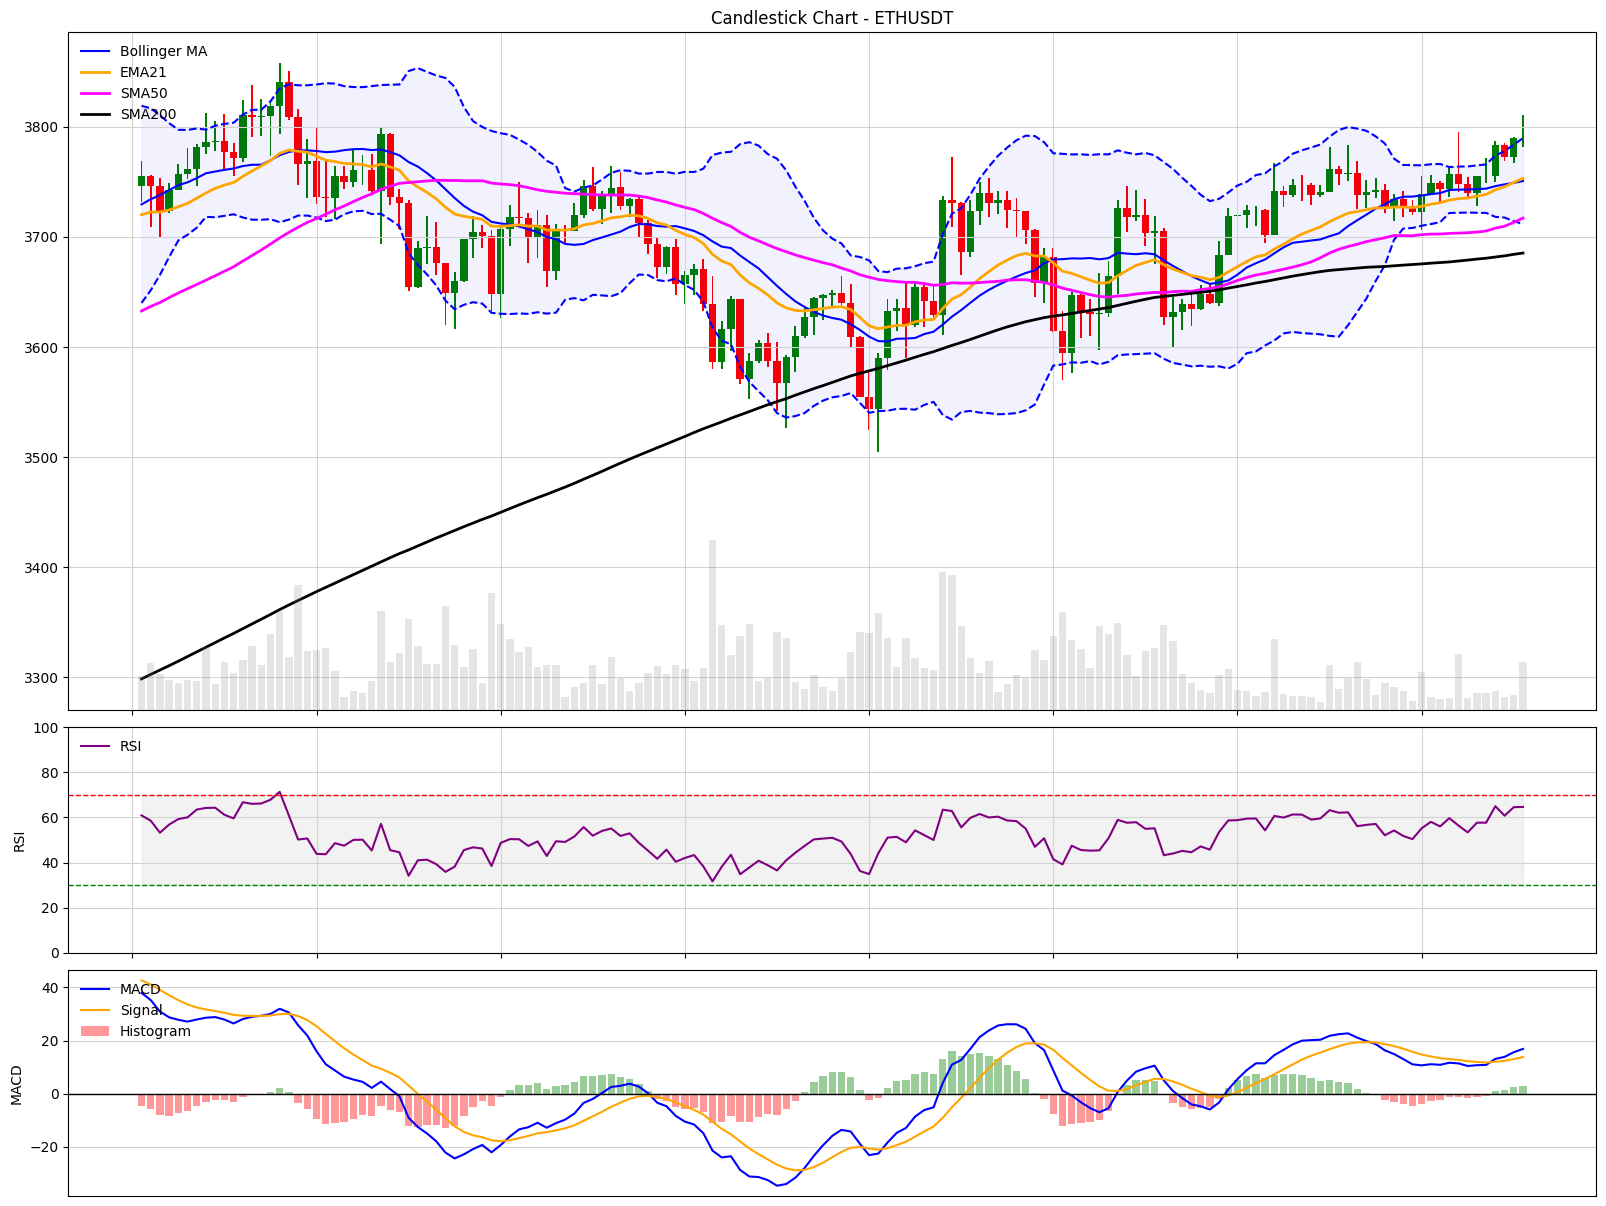 Candlestick Chart - ETHUSDT
Bollinger MA
EMA21
SMA50
SMA200
3800
3700
3600
3500
3400
3300
RSI
100
80
60
40
20
0
RSI
MACD
Signal
Histogram
40
20
0
−20
MACD